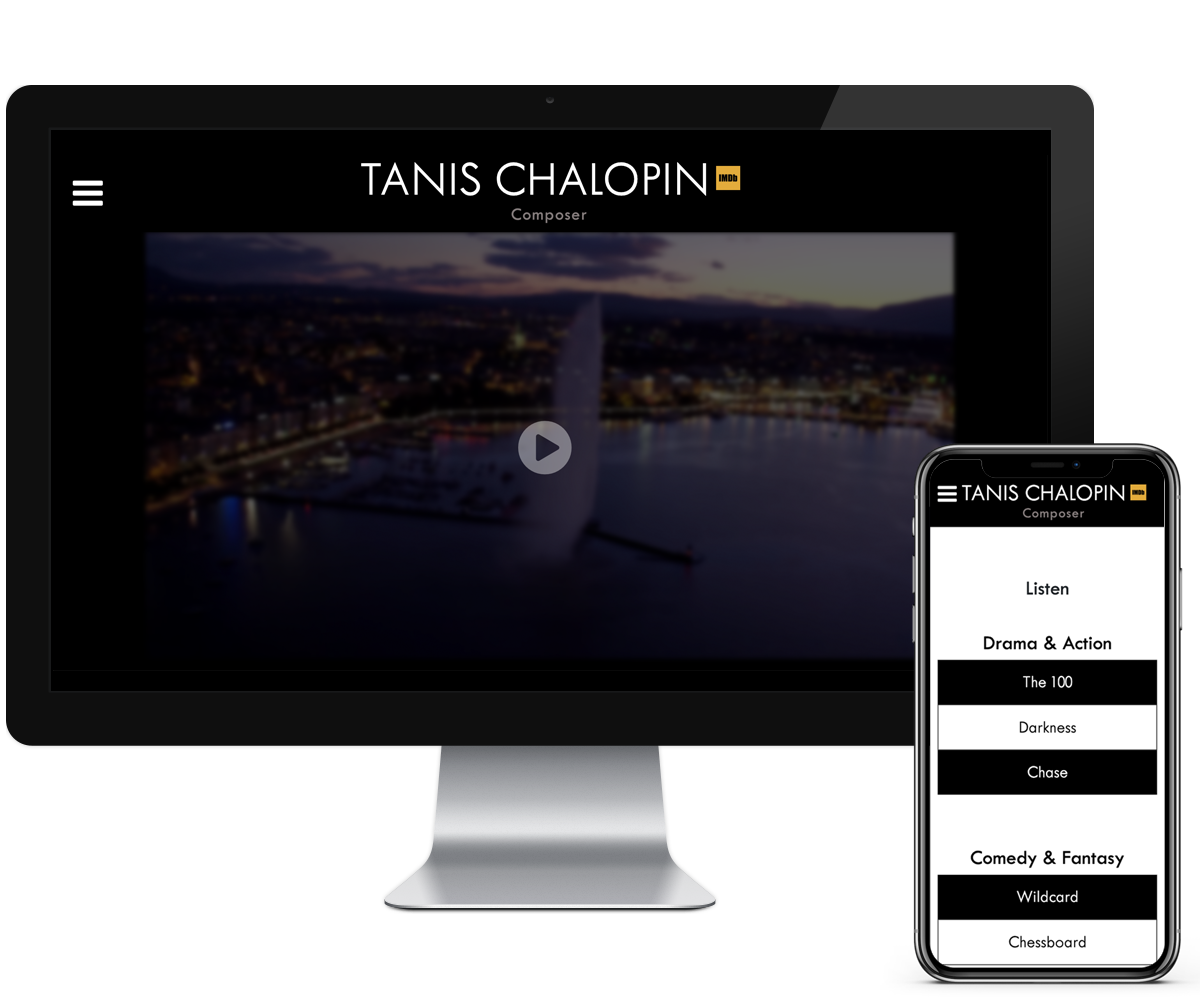 TANIS CHALOPIN IMDb
Composer
TANIS CHALOPIN IMDb
Composer
Listen
Drama & Action
The 100
Darkness
Chase
Comedy & Fantasy
Wildcard
Chessboard